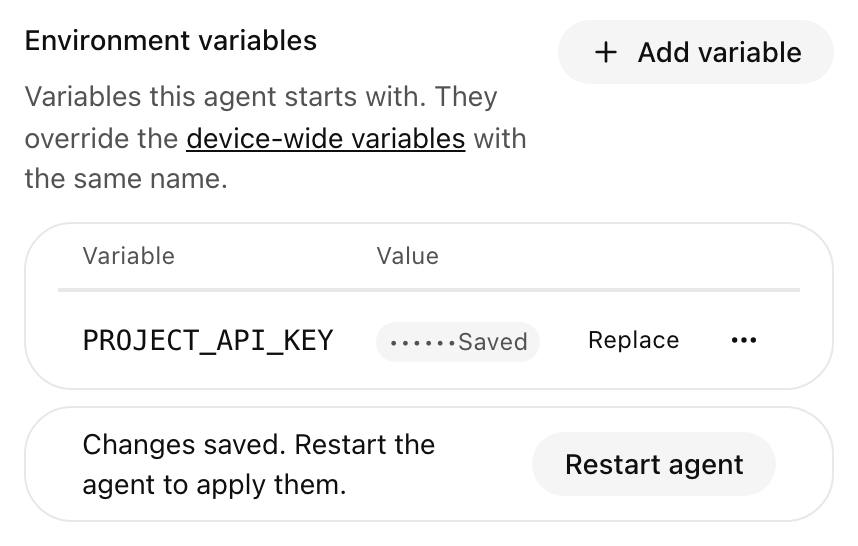 Environment variables
+ Add variable
Variables this agent starts with. They
override the device-wide variables with
the same name.
Variable Value
PROJECT_API_KEY ······Saved Replace ···
Changes saved. Restart the
agent to apply them.
Restart agent